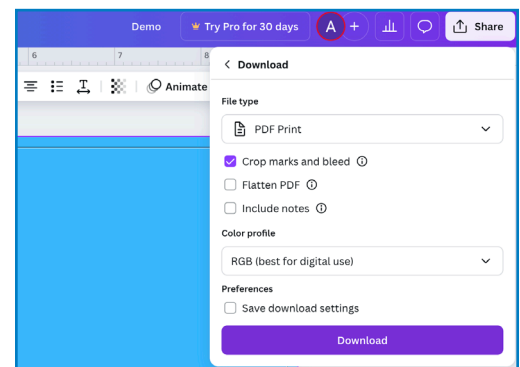 Demo
Try Pro for 30 days
A
+
Share
6 7 8
Animate
Download
File type
PDF Print
Crop marks and bleed
Flatten PDF
Include notes
Color profile
RGB (best for digital use)
Preferences
Save download settings
Download